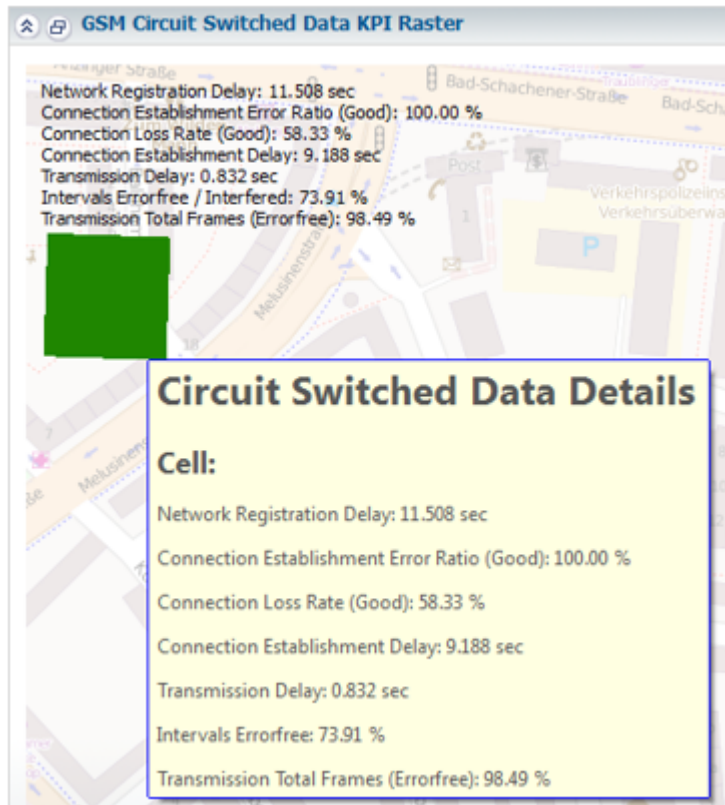 GSM Circuit Switched Data KPI Raster
Anzinger Straße
Bad-Schachener-Straße
Network Registration Delay: 11.508 sec
Connection Establishment Error Ratio (Good): 100.00 %
Connection Loss Rate (Good): 58.33 %
Connection Establishment Delay: 9.188 sec
Post
Transmission Delay: 0.832 sec
Intervals Errorfree / Interfered: 73.91 %
Transmission Total Frames (Errorfree): 98.49 %
1
P
18
7
Circuit Switched Data Details
Cell:
Network Registration Delay: 11.508 sec
Connection Establishment Error Ratio (Good): 100.00 %
Connection Loss Rate (Good): 58.33 %
Connection Establishment Delay: 9.188 sec
Transmission Delay: 0.832 sec
Intervals Errorfree: 73.91 %
Transmission Total Frames (Errorfree): 98.49 %